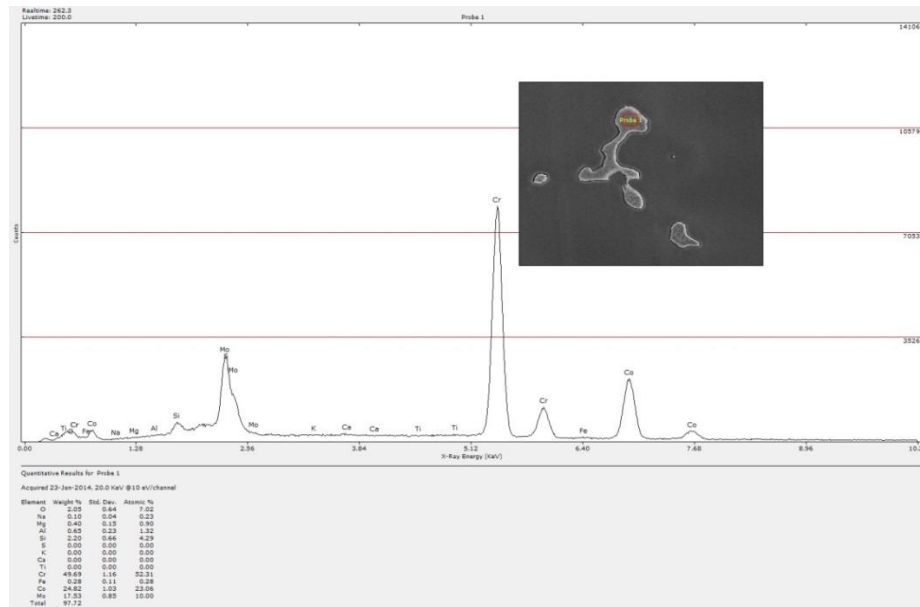 Realtime: 262.3
Livetime: 200.0
Probe 1
14106
10579
7053
3526
Counts
Probe 1
Cr
Mo
Mo
Co
Cr
Si
Ca
Ti
O
Cr
Fe
Co
Na
Mg
Al
Mo
K
Ca
Ca
Ti
Ti
Fe
Co
0.00
1.28
2.56
3.84
5.12
6.40
7.68
8.96
10.2
X-Ray Energy (KeV)
Quantitative Results for Probe 1
Acquired 23-Jan-2014, 20.0 KeV @10 eV/channel
Element Weight % Std. Dev. Atomic %
O 2.05 0.64 7.02
Na 0.10 0.04 0.23
Mg 0.40 0.15 0.90
Al 0.65 0.23 1.32
Si 2.20 0.66 4.29
S 0.00 0.00 0.00
K 0.00 0.00 0.00
Ca 0.00 0.00 0.00
Ti 0.00 0.00 0.00
Cr 49.69 1.16 52.31
Fe 0.28 0.11 0.28
Co 24.82 1.03 23.06
Mo 17.53 0.85 10.00
Total 97.72